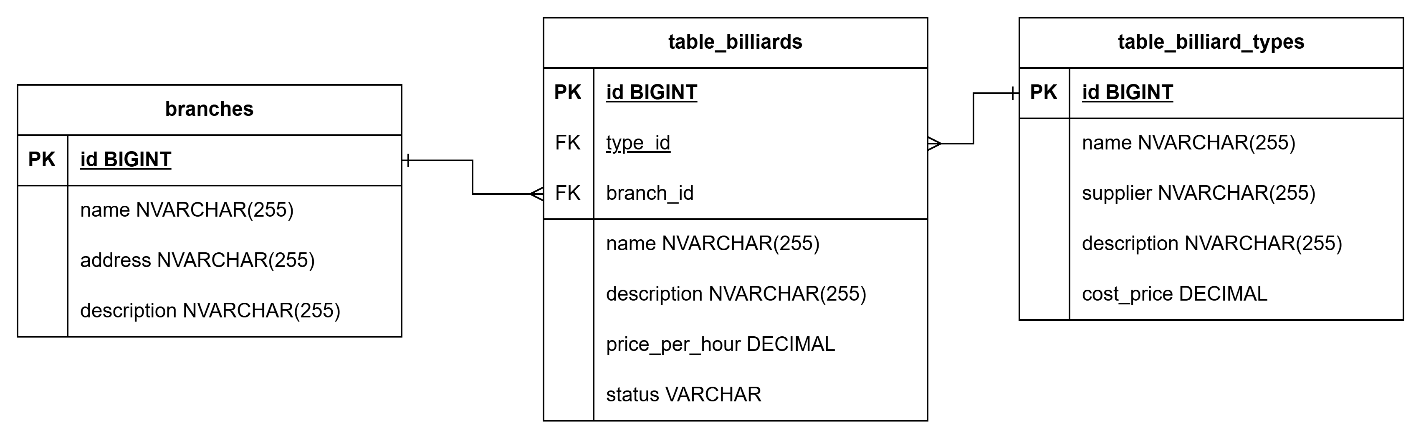 branches
PK id BIGINT
name NVARCHAR(255)
address NVARCHAR(255)
description NVARCHAR(255)
table_billiards
PK id BIGINT
FK type_id
FK branch_id
name NVARCHAR(255)
description NVARCHAR(255)
price_per_hour DECIMAL
status VARCHAR
table_billiard_types
PK id BIGINT
name NVARCHAR(255)
supplier NVARCHAR(255)
description NVARCHAR(255)
cost_price DECIMAL